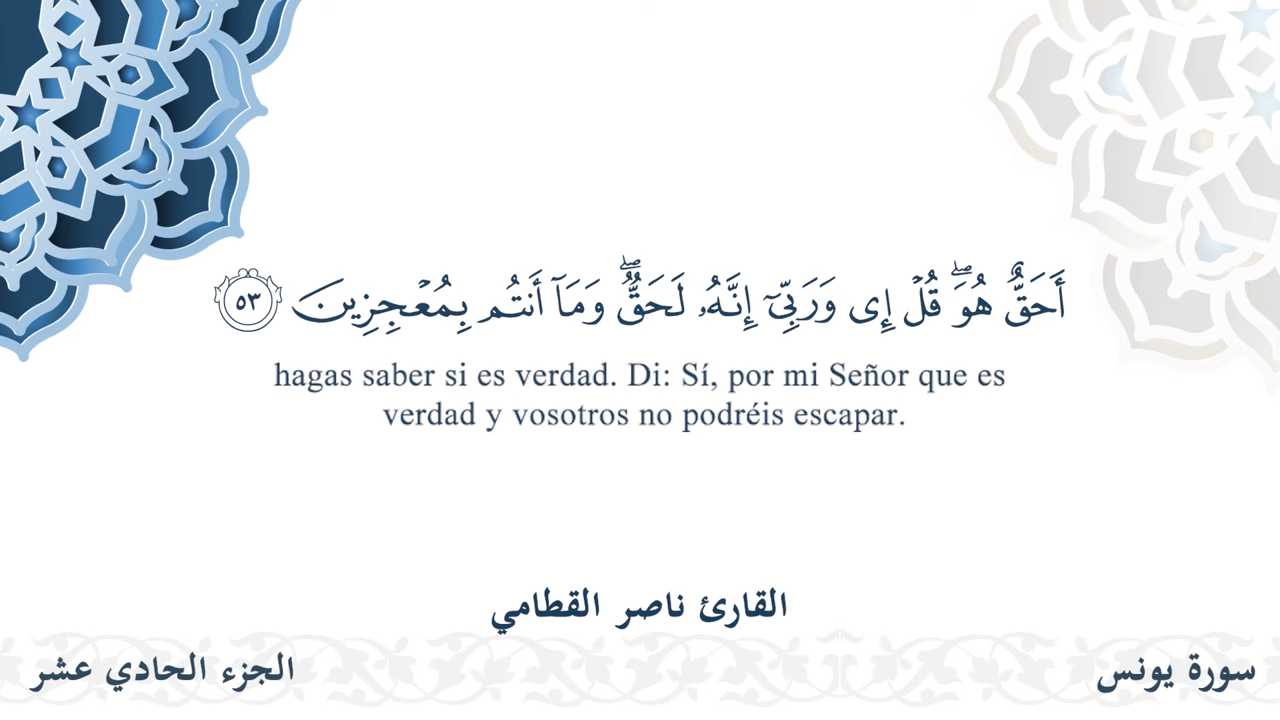 أَحَقٌّ هُوَۖ قُلۡ إِى وَرَبِّىٓ إِنَّهُۥ لَحَقٌّۖ وَمَآ أَنتُم بِمُعۡجِزِينَ ٥٣
hagas saber si es verdad. Di: Sí, por mi Señor que es
verdad y vosotros no podréis escapar.
القارئ ناصر القطامي
سورة يونس
الجزء الحادي عشر